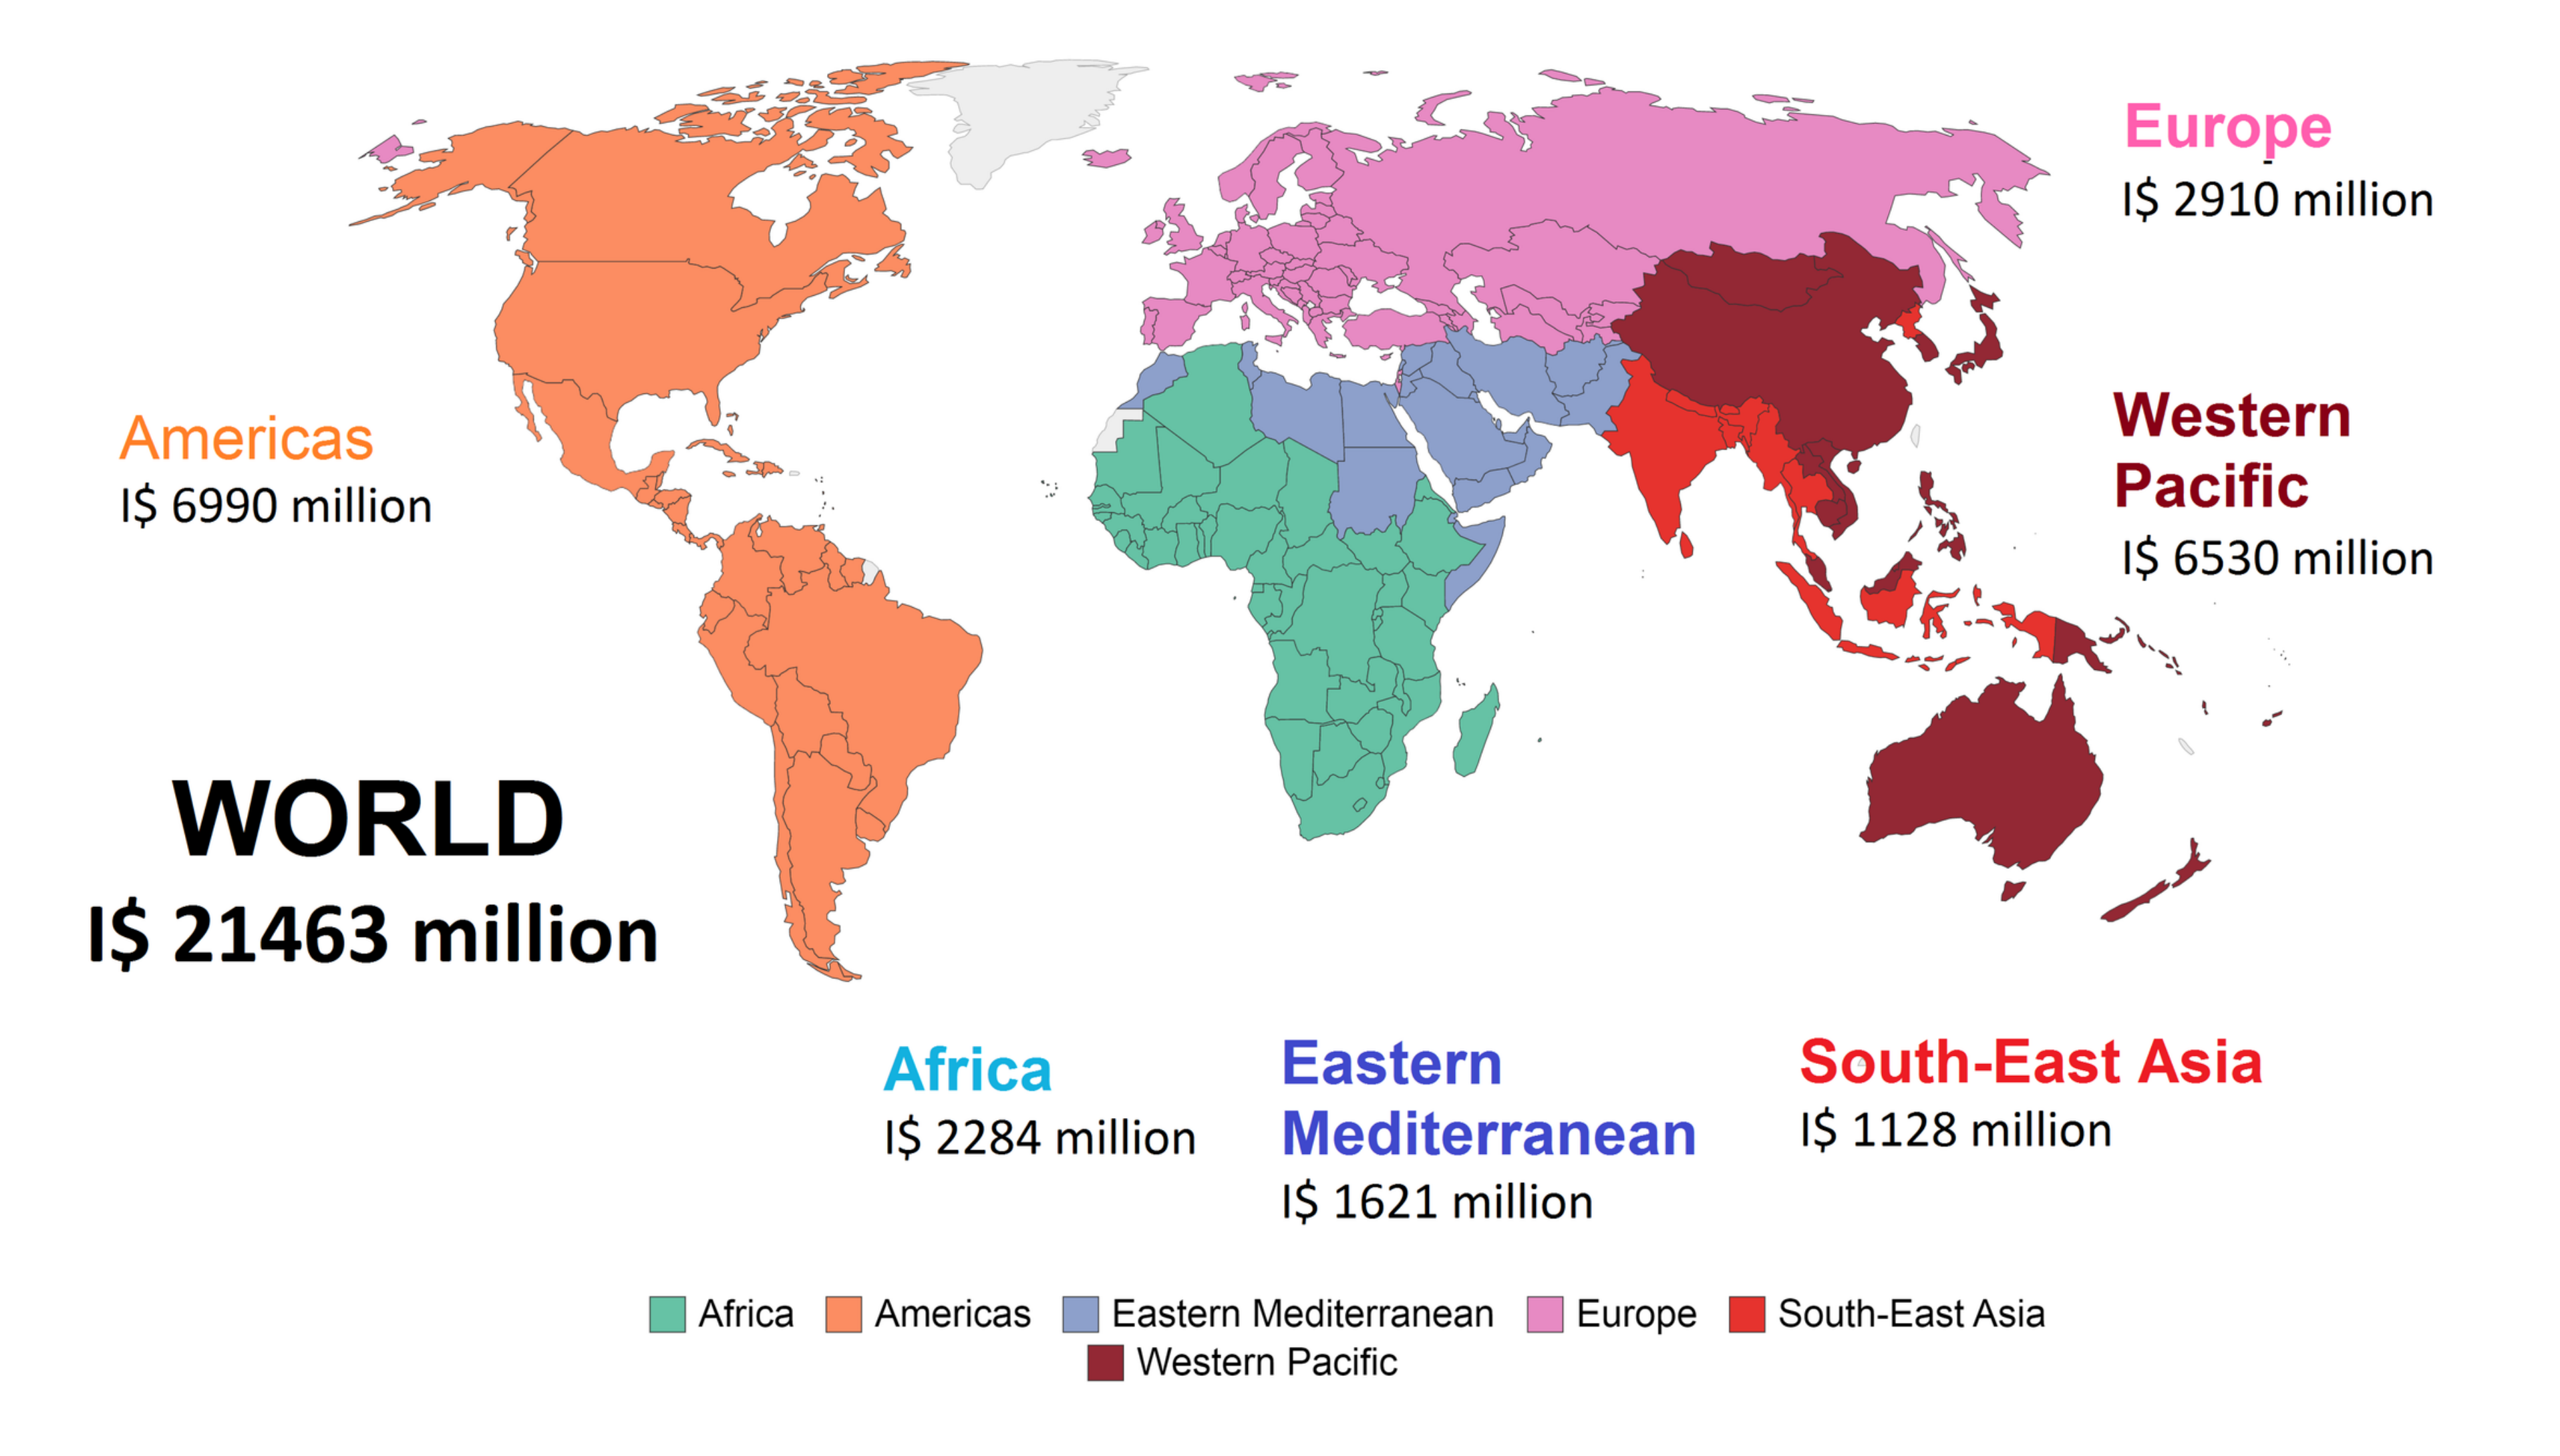 Europe
I$ 2910 million
Americas
I$ 6990 million
Western
Pacific
I$ 6530 million
WORLD
I$ 21463 million
Africa
I$ 2284 million
Eastern
Mediterranean
I$ 1621 million
South-East Asia
I$ 1128 million
Africa Americas Eastern Mediterranean Europe South-East Asia
Western Pacific